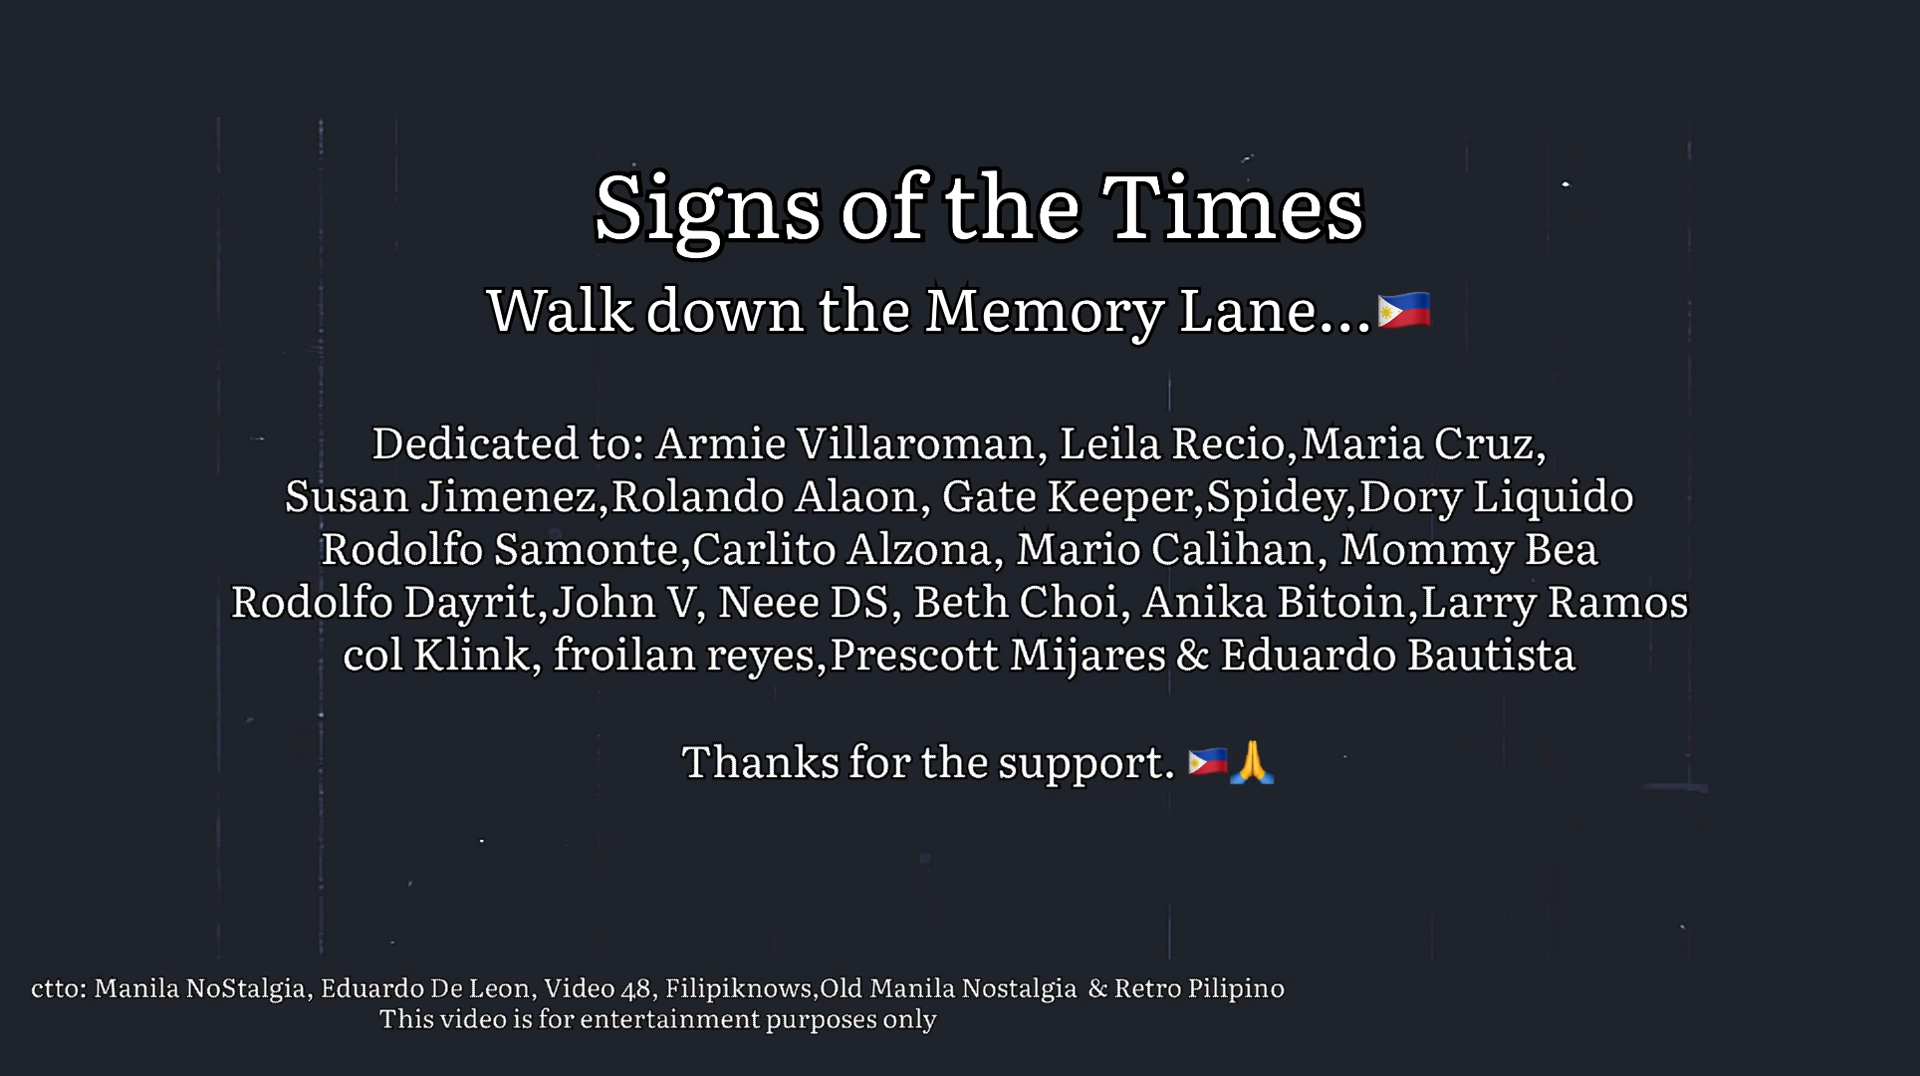 Signs of the Times
Walk down the Memory Lane...🇵🇭
Dedicated to: Armie Villaroman, Leila Recio,Maria Cruz,
Susan Jimenez,Rolando Alaon, Gate Keeper,Spidey,Dory Liquido
Rodolfo Samonte,Carlito Alzona, Mario Calihan, Mommy Bea
Rodolfo Dayrit,John V, Neee DS, Beth Choi, Anika Bitoin,Larry Ramos
col Klink, froilan reyes,Prescott Mijares & Eduardo Bautista
Thanks for the support. 🇵🇭🙏
ctto: Manila NoStalgia, Eduardo De Leon, Video 48, Filipiknows,Old Manila Nostalgia & Retro Pilipino
This video is for entertainment purposes only